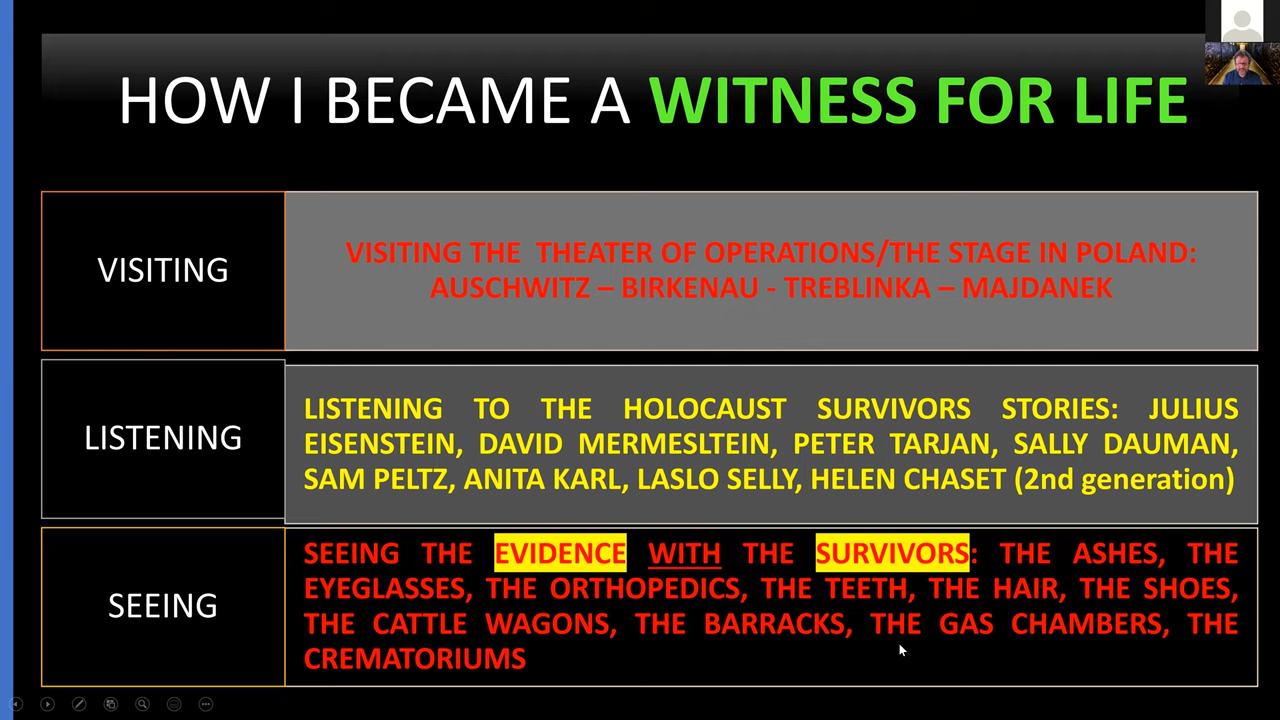 HOW I BECAME A WITNESS FOR LIFE
VISITING
VISITING THE THEATER OF OPERATIONS/THE STAGE IN POLAND:
AUSCHWITZ – BIRKENAU - TREBLINKA – MAJDANEK
LISTENING
LISTENING TO THE HOLOCAUST SURVIVORS STORIES: JULIUS
EISENSTEIN, DAVID MERMESLTEIN, PETER TARJAN, SALLY DAUMAN,
SAM PELTZ, ANITA KARL, LASLO SELLY, HELEN CHASET (2nd generation)
SEEING
SEEING THE EVIDENCE WITH THE SURVIVORS: THE ASHES, THE
EYEGLASSES, THE ORTHOPEDICS, THE TEETH, THE HAIR, THE SHOES,
THE CATTLE WAGONS, THE BARRACKS, THE GAS CHAMBERS, THE
CREMATORIUMS